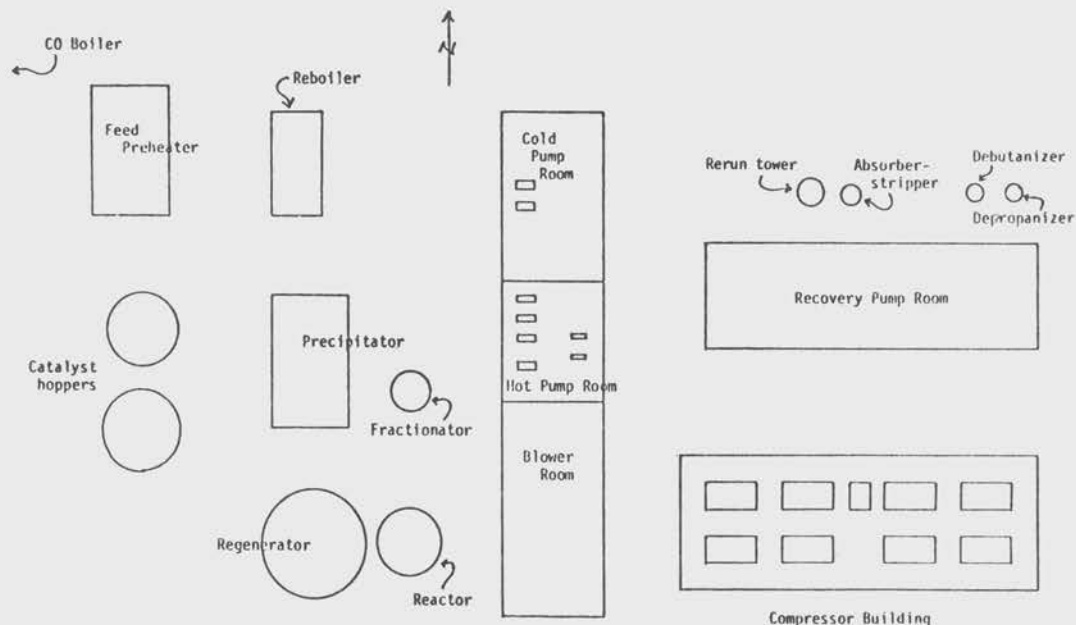 N
CO Boiler
Reboiler
Feed
Preheater
Cold
Pump
Room
Rerun tower
Absorber-
stripper
Debutanizer
Depropanizer
Recovery Pump Room
Precipitator
Catalyst
hoppers
Hot Pump Room
Fractionator
Blower
Room
Regenerator
Reactor
Compressor Building